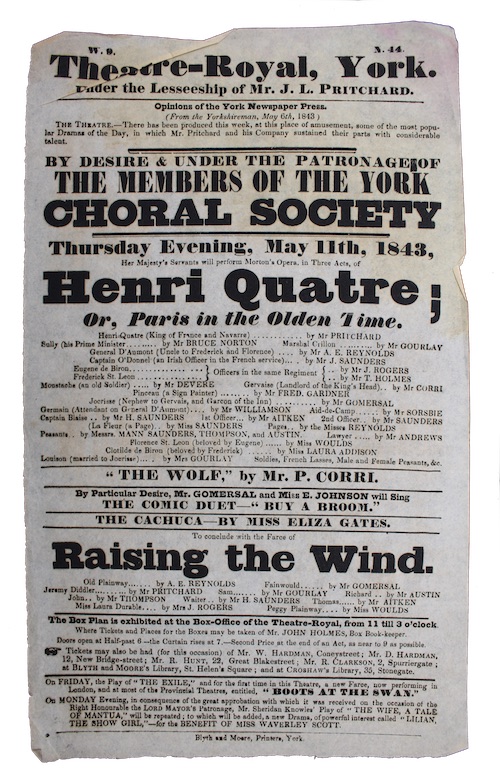 W. 9. N. 44.
Theatre-Royal, York.
Under the Lesseeship of Mr. J. L. PRITCHARD.
Opinions of the York Newspaper Press.
(From the Yorkshireman, May 6th, 1843)
THE THEATRE.—There has been produced this week, at this place of amusement, some of the most popu-
lar Dramas of the Day, in which Mr. Pritchard and his Company sustained their parts with considerable
talent.
BY DESIRE & UNDER THE PATRONAGE OF
THE MEMBERS OF THE YORK
CHORAL SOCIETY
Thursday Evening, May 11th, 1843,
Her Majesty's Servants will perform Morton's Opera, in Three Acts, of
Henri Quatre;
Or, Paris in the Olden Time.
Henri-Quatre (King of France and Navarre) .......... by Mr PRITCHARD
Sully (his Prime Minister) ........ by Mr BRUCE NORTON Marshal Crillon .......... by Mr GOURLAY
General D'Aumont (Uncle to Frederick and Florence) .... by Mr A. E. REYNOLDS
Captain O'Donnel (an Irish Officer in the French service) ... by Mr J. SAUNDERS
Eugene de Biron.................. } Officers in the same Regiment { .. by Mr J. ROGERS
Frederick St. Leon .............. .. by Mr T. HOLMES
Moustache (an old Soldier) .... by Mr DEVERE Gervaise (Landlord of the King's Head).. by Mr CORRI
Pinceau (a Sign Painter) ........ by Mr FRED. GARDNER
Jocrisse (Nephew to Gervais, and Garcon of the Inn) .... by Mr GOMERSAL
Germain (Attendant on General D'Aumont)... by Mr WILLIAMSON Aid-de-Camp ..... by Mr SORSBIE
Captain Blaise .. by Mr H. SAUNDERS 1st Officer... by Mr AITKEN 2nd Officer .. by Mr SAUNDERS
(La Fleur (a Page) .. by Miss SAUNDERS Pages.. by the Misses REYNOLDS
Peasants.. by Messrs. MANN SAUNDERS, THOMPSON, and AUSTIN. Lawyer .... by Mr ANDREWS
Florence St. Leon (beloved by Eugene) ... by Miss WOULDS
Clotilde de Biron (beloved by Frederick) ..... by Miss LAURA ADDISON
Louison (married to Jocrisse).... by Mrs GOURLAY Soldiers, French Lasses, Male and Female Peasants, &c.
"THE WOLF," by Mr. P. CORRI.
By Particular Desire, Mr. GOMERSAL and Miss E. JOHNSON will Sing
THE COMIC DUET—"BUY A BROOM."
THE CACHUCA—BY MISS ELIZA GATES.
To conclude with the Farce of
Raising the Wind.
Old Plainway...... by A. E. REYNOLDS Fainwould..... by Mr GOMERSAL
Jeremy Diddler.......... by Mr PRITCHARD Sam...... by Mr GOURLAY Richard .. by Mr AUSTIN
John.. by Mr THOMPSON Waiter.. by Mr H. SAUNDERS Thomas..... by Mr AITKEN
Miss Laura Durable.... by Mrs J. ROGERS Peggy Plainway.. by Miss WOULDS
The Box Plan is exhibited at the Box-Office of the Theatre-Royal, from 11 till 3 o'clock
Where Tickets and Places for the Boxes may be taken of Mr. JOHN HOLMES, Box Book-keeper.
Doors open at Half-past 6—the Curtain rises at 7.—Second Price at the end of an Act, as near to 9 as possible.
Tickets may also be had (for this occasion) of Mr. W. HARDMAN, Coneystreet; Mr. D. HARDMAN,
12, New Bridge-street; Mr. R. HUNT, 22, Great Blakestreet; Mr. R. CLARKSON, 2, Spurriergate;
at BLYTH and MOORE'S Library, St. Helen's Square; and at CROSHAW'S Library, 35, Stonegate.
On FRIDAY, the Play of "THE EXILE," and for the first time in this Theatre, a new Farce, now performing in
London, and at most of the Provincial Theatres, entitled, "BOOTS AT THE SWAN."
On MONDAY Evening, in consequence of the great approbation with which it was received on the occasion of the
Right Honourable the LORD MAYOR'S Patronage, Mr. Sheridan Knowles' Play of "THE WIFE, A TALE
OF MANTUA," will be repeated; to which will be added, a new Drama, of powerful interest called "LILIAN,
THE SHOW GIRL,"—for the BENEFIT OF MISS WAVERLEY SCOTT.
Blyth and Moore, Printers, York.